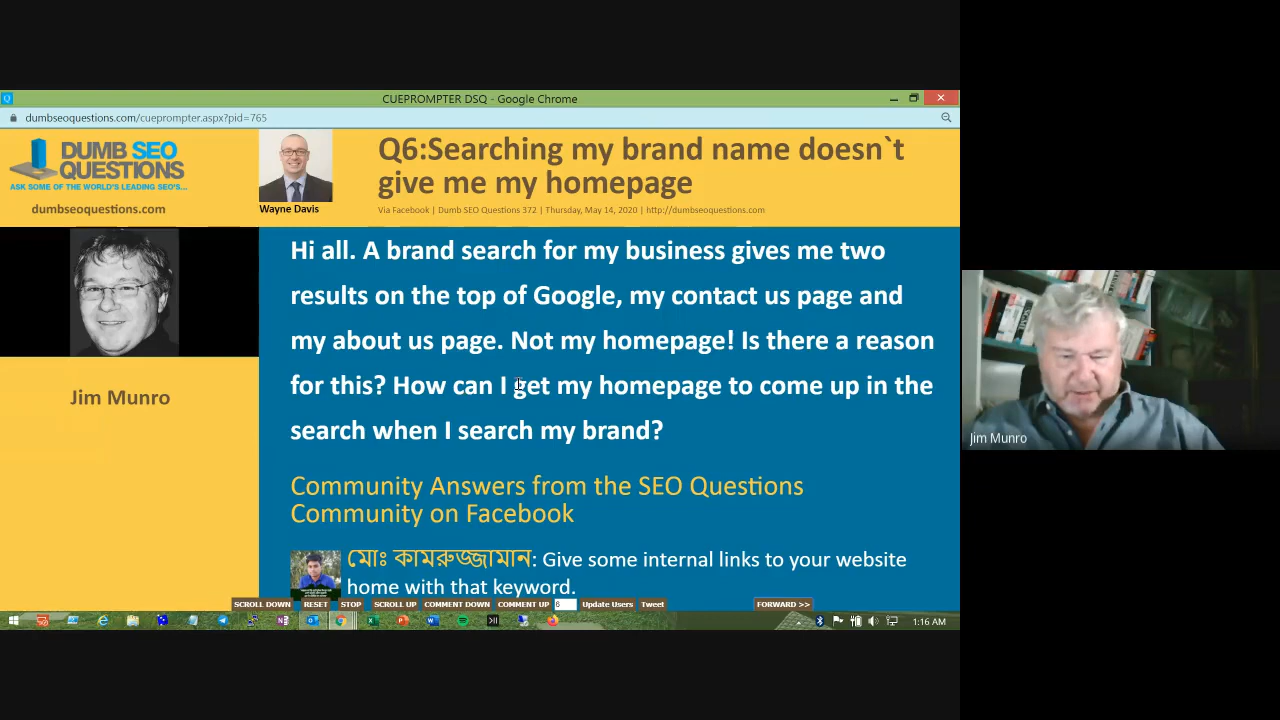 CUEPROMPTER DSQ - Google Chrome
dumbseoquestions.com/cueprompter.aspx?pid=765
DUMB SEO
QUESTIONS
ASK SOME OF THE WORLD'S LEADING SEO'S...
dumbseoquestions.com
Wayne Davis
Q6:Searching my brand name doesn`t
give me my homepage
Via Facebook | Dumb SEO Questions 372 | Thursday, May 14, 2020 | http://dumbseoquestions.com
Jim Munro
Hi all. A brand search for my business gives me two
results on the top of Google, my contact us page and
my about us page. Not my homepage! Is there a reason
for this? How can I get my homepage to come up in the
search when I search my brand?
Community Answers from the SEO Questions
Community on Facebook
মোঃ কামরুজ্জামান: Give some internal links to your website
home with that keyword.
SCROLL DOWN RESET STOP SCROLL UP COMMENT DOWN COMMENT UP 6 Update Users Tweet FORWARD >>
1:16 AM
Jim Munro